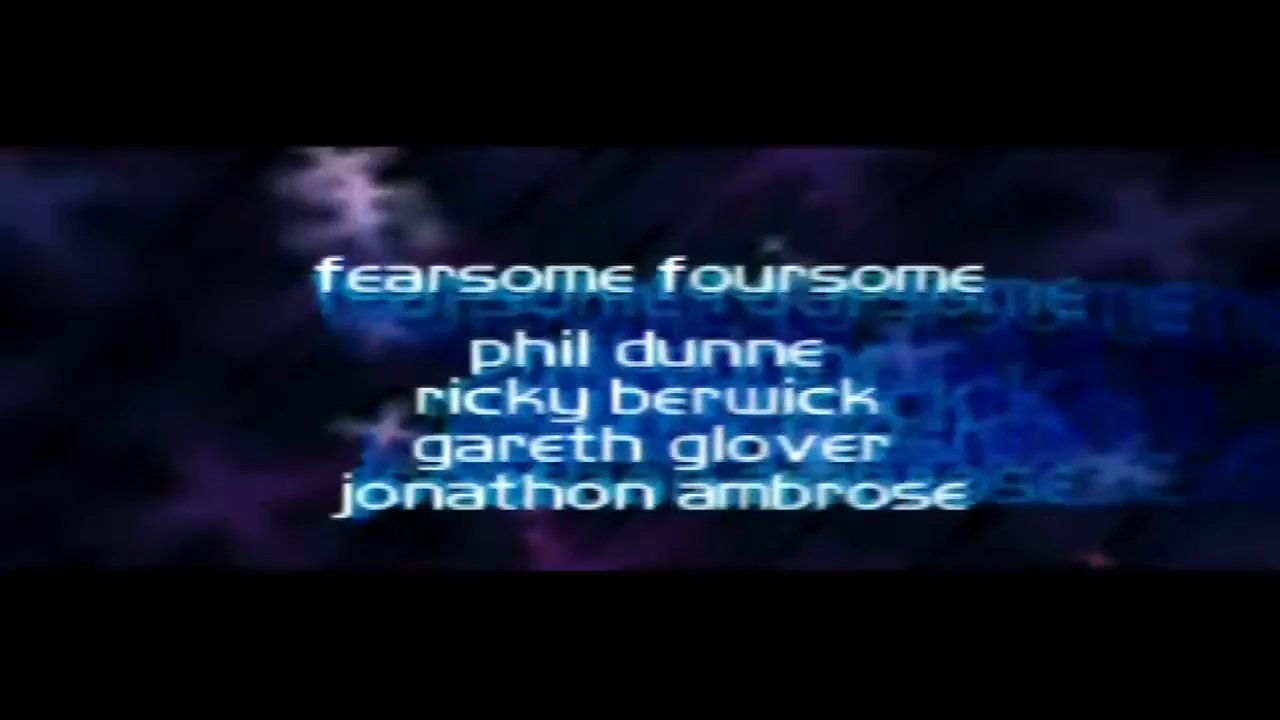 fearsome foursome
phil dunne
ricky berwick
gareth glover
jonathon ambrose